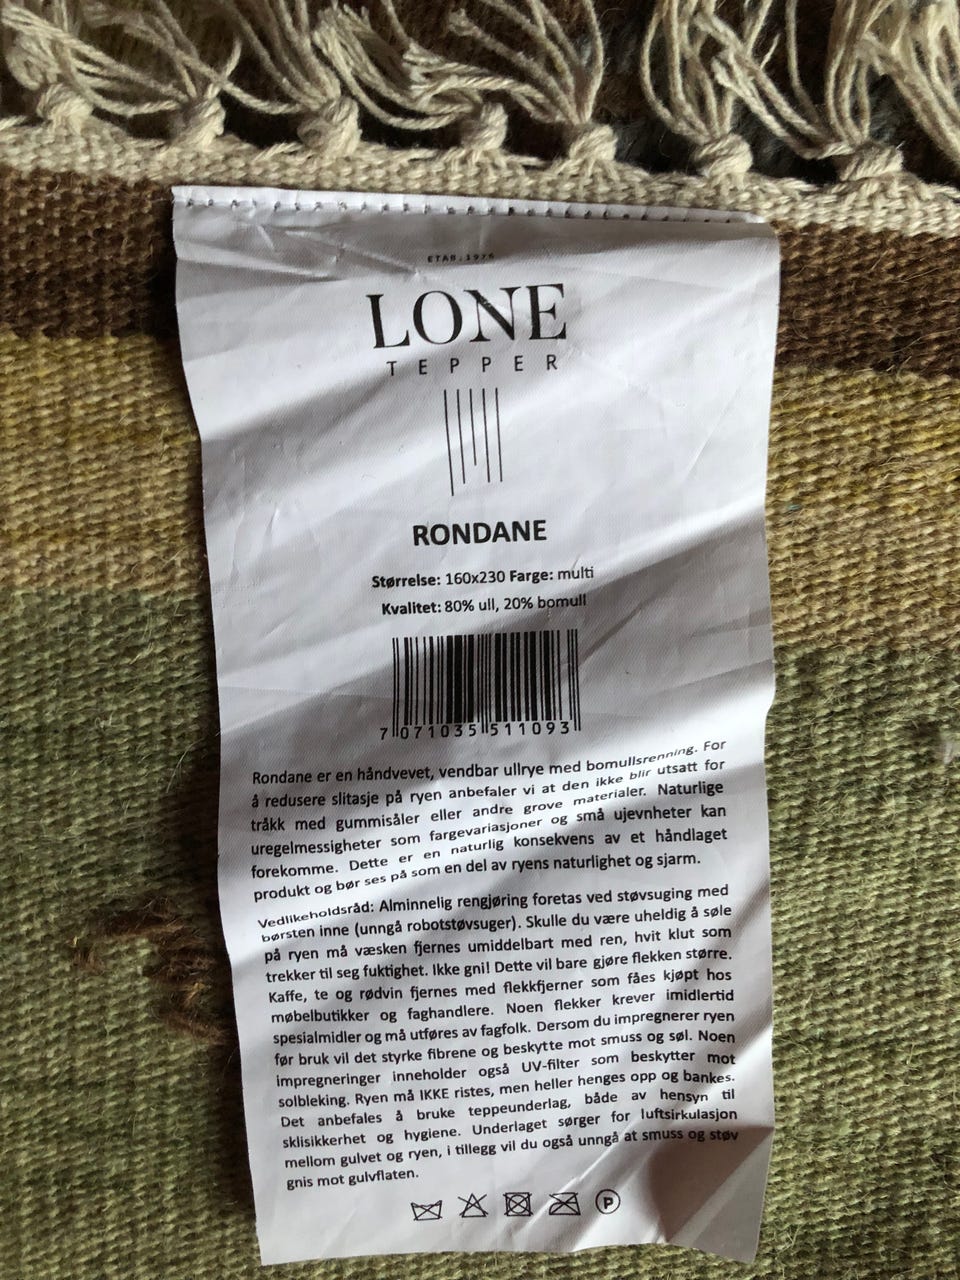 ETAB. 1976
LONE
TEPPER
RONDANE
Størrelse: 160x230 Farge: multi
Kvalitet: 80% ull, 20% bomull
7 071035 511093
Rondane er en håndvevet, vendbar ullrye med bomullsrenning. For
å redusere slitasje på ryen anbefaler vi at den ikke blir utsatt for
tråkk med gummisåler eller andre grove materialer. Naturlige
uregelmessigheter som fargevariasjoner og små ujevnheter kan
forekomme. Dette er en naturlig konsekvens av et håndlaget
produkt og bør ses på som en del av ryens naturlighet og sjarm.
Vedlikeholdsråd: Alminnelig rengjøring foretas ved støvsuging med
børsten inne (unngå robotstøvsuger). Skulle du være uheldig å søle
på ryen må væsken fjernes umiddelbart med ren, hvit klut som
trekker til seg fuktighet. Ikke gni! Dette vil bare gjøre flekken større.
Kaffe, te og rødvin fjernes med flekkfjerner som fåes kjøpt hos
møbelbutikker og faghandlere. Noen flekker krever imidlertid
spesialmidler og må utføres av fagfolk. Dersom du impregnerer ryen
før bruk vil det styrke fibrene og beskytte mot smuss og søl. Noen
impregneringer inneholder også UV-filter som beskytter mot
solbleking. Ryen må IKKE ristes, men heller henges opp og bankes.
Det anbefales å bruke teppeunderlag, både av hensyn til
sklisikkerhet og hygiene. Underlaget sørger for luftsirkulasjon
mellom gulvet og ryen, i tillegg vil du også unngå at smuss og støv
gnis mot gulvflaten.
P